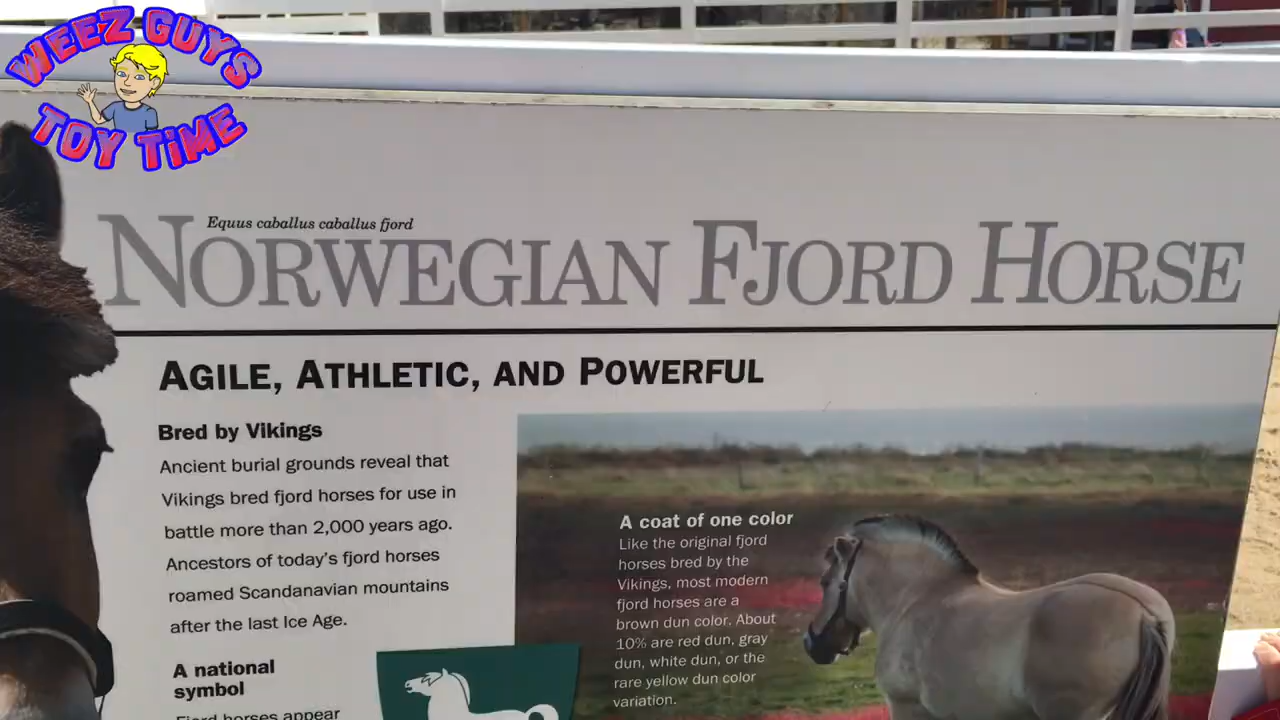 WEEZ GUYS
TOY TIME
Equus caballus caballus fjord
NORWEGIAN FJORD HORSE
AGILE, ATHLETIC, AND POWERFUL
Bred by Vikings
Ancient burial grounds reveal that
Vikings bred fjord horses for use in
battle more than 2,000 years ago.
Ancestors of today's fjord horses
roamed Scandanavian mountains
after the last Ice Age.
A national
symbol
Fjord horses appear
A coat of one color
Like the original fjord
horses bred by the
Vikings, most modern
fjord horses are a
brown dun color. About
10% are red dun, gray
dun, white dun, or the
rare yellow dun color
variation.